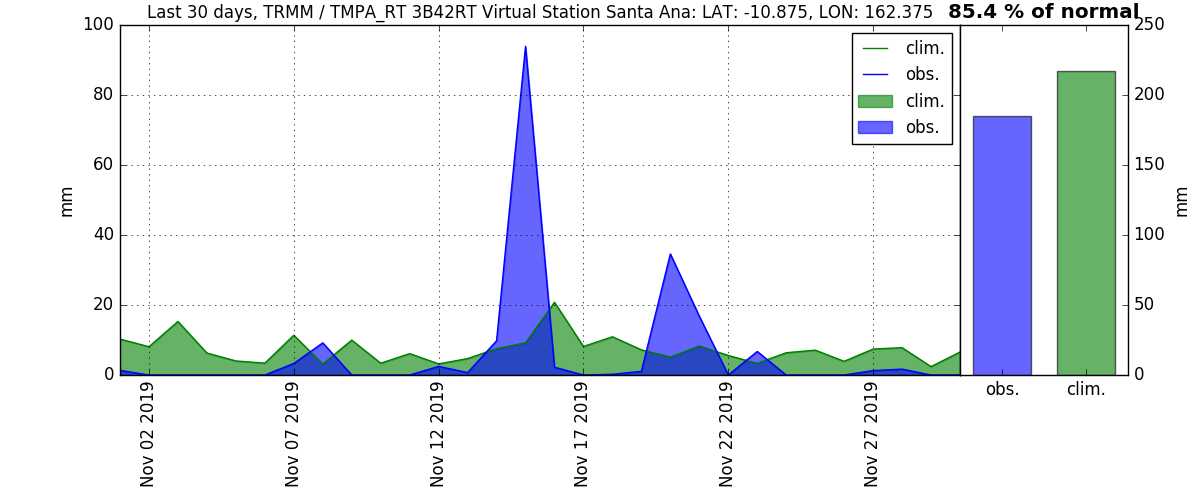 Last 30 days, TRMM / TMPA_RT 3B42RT Virtual Station Santa Ana: LAT: -10.875, LON: 162.375
85.4 % of normal
100
80
60
40
20
0
mm
clim.
obs.
clim.
obs.
250
200
150
100
50
0
mm
obs.
clim.
Nov 02 2019
Nov 07 2019
Nov 12 2019
Nov 17 2019
Nov 22 2019
Nov 27 2019